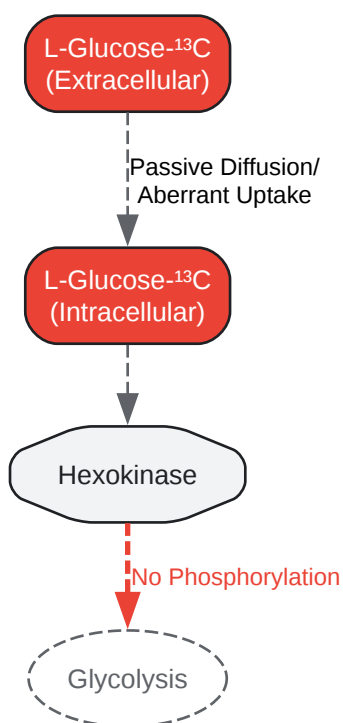 L-Glucose-¹³C
(Extracellular)
Passive Diffusion/
Aberrant Uptake
L-Glucose-¹³C
(Intracellular)
Hexokinase
No Phosphorylation
Glycolysis